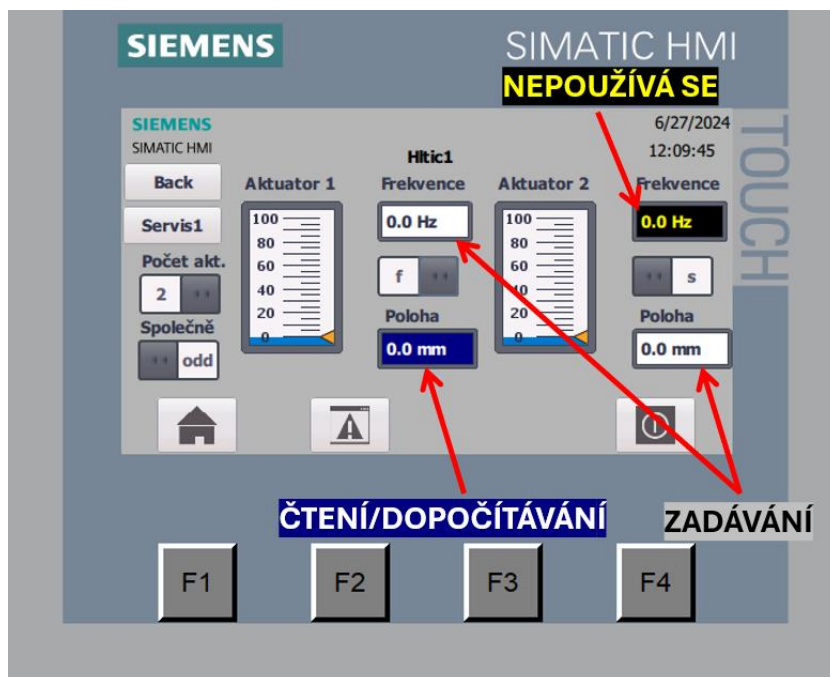 SIEMENS
SIMATIC HMI
NEPOUŽÍVÁ SE
TOUCH
SIEMENS
SIMATIC HMI
6/27/2024
12:09:45
Hltic1
Back
Aktuator 1
Frekvence
Aktuator 2
Frekvence
Servis1
100
80
60
40
20
0
0.0 Hz
100
80
60
40
20
0
0.0 Hz
Počet akt.
2
f
s
Společně
odd
Poloha
0.0 mm
Poloha
0.0 mm
ČTENÍ/DOPOČÍTÁVÁNÍ
ZADÁVÁNÍ
F1
F2
F3
F4